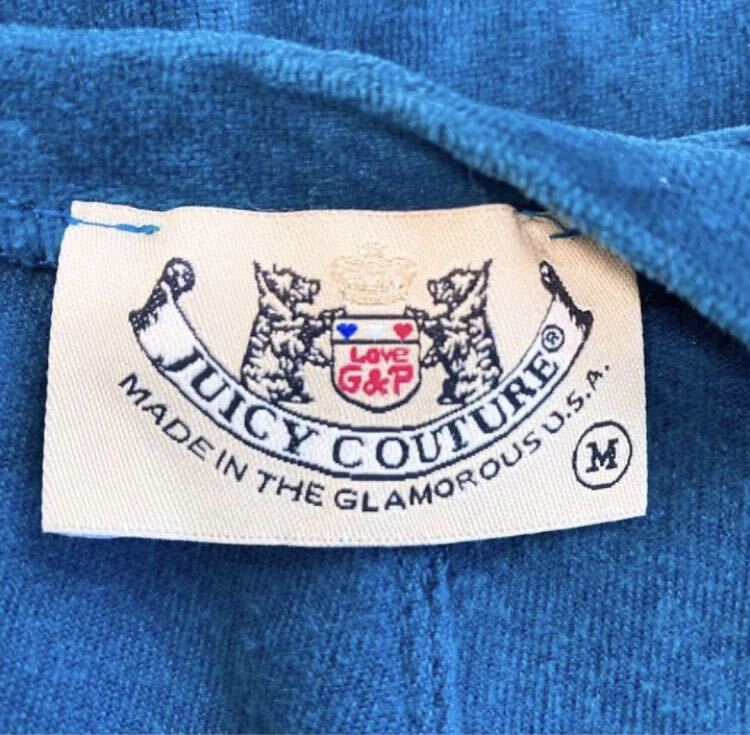 Love
G&P
JUICY COUTURE®
MADE IN THE GLAMOROUS U.S.A.
M